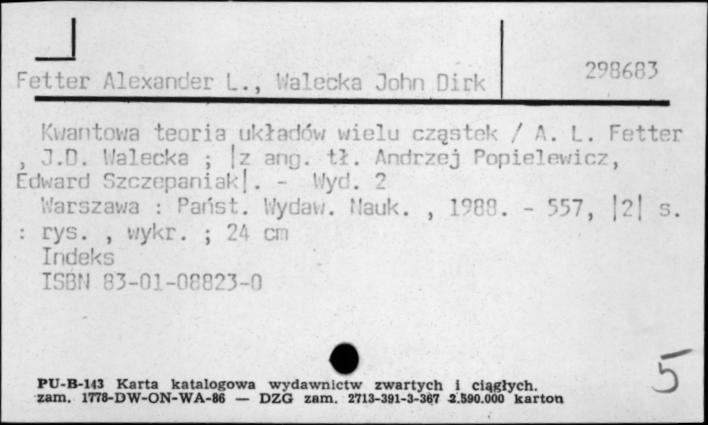 298683
Fetter Alexander L., Walecka John Dirk
Kwantowa teoria układów wielu cząstek / A. L. Fetter
, J.D. Walecka ; |z ang. tł. Andrzej Popielewicz,
Edward Szczepaniak|. - Wyd. 2
Warszawa : Państ. Wydaw. Nauk. , 1988. - 557, |2| s.
: rys. , wykr. ; 24 cm
Indeks
ISBN 83-01-08823-0
5
PU-B-143 Karta katalogowa wydawnictw zwartych i ciągłych.
zam. 1778-DW-ON-WA-86 — DZG zam. 2713-391-3-367 2.590.000 karton